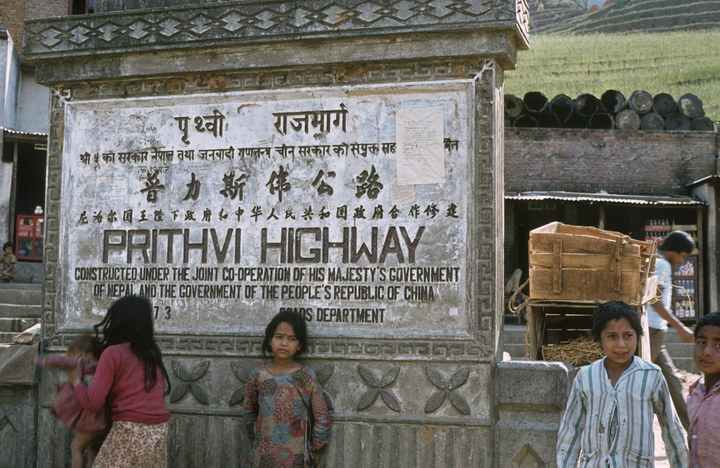 पृथ्वी राजमार्ग
श्री ५ को सरकार नेपाल तथा जनवादी गणतन्त्र चीन सरकार को संयुक्त सह
普力斯伟公路
尼泊尔国王陛下政府和中华人民共和国政府合作修建
PRITHVI HIGHWAY
CONSTRUCTED UNDER THE JOINT CO-OPERATION OF HIS MAJESTY'S GOVERNMENT
OF NEPAL AND THE GOVERNMENT OF THE PEOPLE'S REPUBLIC OF CHINA
73 DEPARTMENT